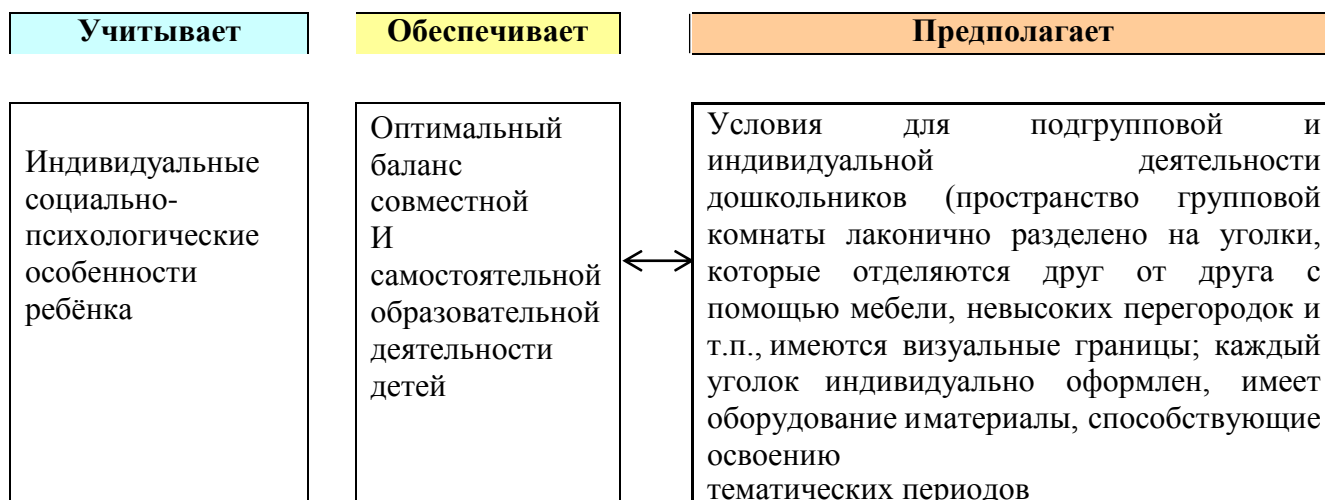 Учитывает
Обеспечивает
Предполагает
Индивидуальные
социально-
психологические
особенности
ребёнка
Оптимальный
баланс
совместной
И
самостоятельной
образовательной
деятельности
детей
Условия для подгрупповой и
индивидуальной деятельности
дошкольников (пространство групповой
комнаты лаконично разделено на уголки,
которые отделяются друг от друга с
помощью мебели, невысоких перегородок и
т.п., имеются визуальные границы; каждый
уголок индивидуально оформлен, имеет
оборудование иматериалы, способствующие
освоению
тематических периодов